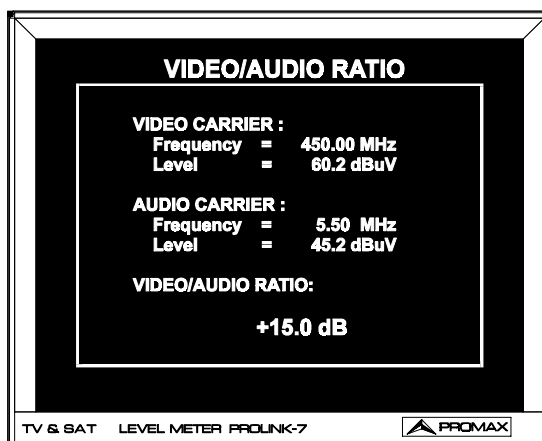 VIDEO/AUDIO RATIO
VIDEO CARRIER :
Frequency = 450.00 MHz
Level = 60.2 dBuV
AUDIO CARRIER :
Frequency = 5.50 MHz
Level = 45.2 dBuV
VIDEO/AUDIO RATIO:
+15.0 dB
TV & SAT LEVEL METER PROLINK-7 PROMAX